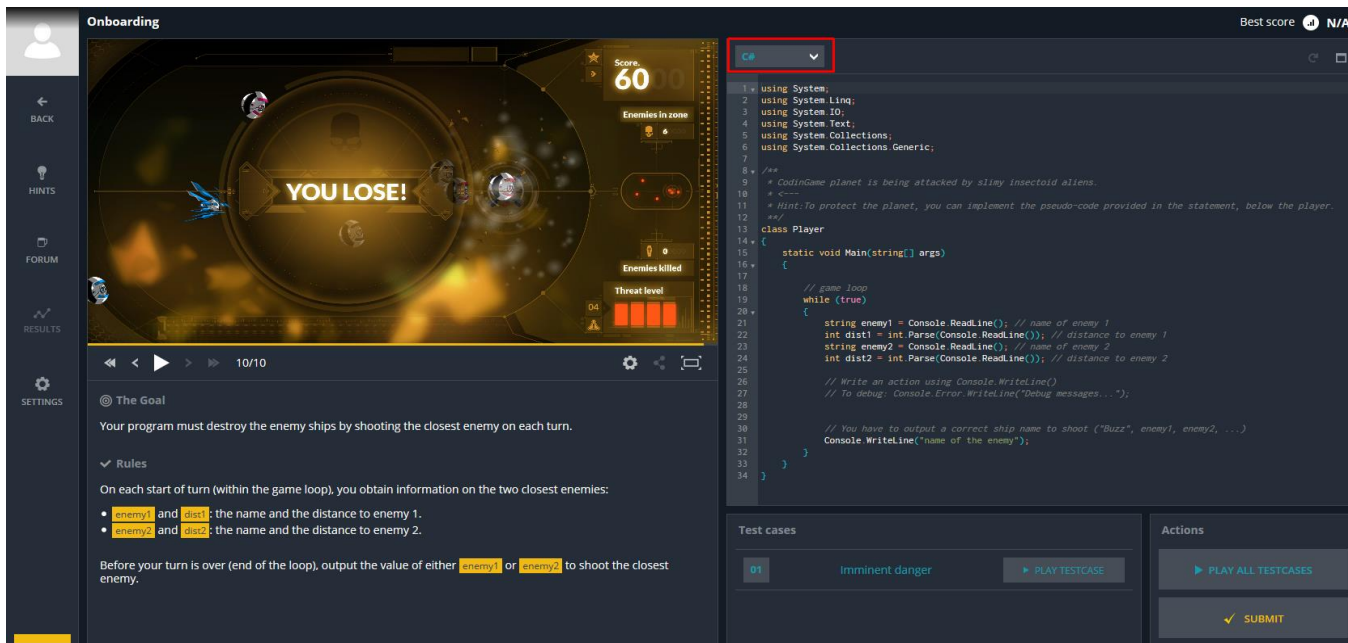 Onboarding
Best score N/A
BACK
HINTS
FORUM
RESULTS
SETTINGS
Score.
60
Enemies in zone
6
YOU LOSE!
0
Enemies killed
Threat level
04
10/10
The Goal
Your program must destroy the enemy ships by shooting the closest enemy on each turn.
Rules
On each start of turn (within the game loop), you obtain information on the two closest enemies:
• enemy1 and dist1: the name and the distance to enemy 1.
• enemy2 and dist2: the name and the distance to enemy 2.
Before your turn is over (end of the loop), output the value of either enemy1 or enemy2 to shoot the closest
enemy.
C#
1 using System;
2 using System.Linq;
3 using System.IO;
4 using System.Text;
5 using System.Collections;
6 using System.Collections.Generic;
7
8 /**
9 * CodinGame planet is being attacked by slimy insectoid aliens.
10 * <---
11 * Hint:To protect the planet, you can implement the pseudo-code provided in the statement, below the player.
12 **/
13 class Player
14 {
15 static void Main(string[] args)
16 {
17
18 // game loop
19 while (true)
20 {
21 string enemy1 = Console.ReadLine(); // name of enemy 1
22 int dist1 = int.Parse(Console.ReadLine()); // distance to enemy 1
23 string enemy2 = Console.ReadLine(); // name of enemy 2
24 int dist2 = int.Parse(Console.ReadLine()); // distance to enemy 2
25
26 // Write an action using Console.WriteLine()
27 // To debug: Console.Error.WriteLine("Debug messages...");
28
29
30 // You have to output a correct ship name to shoot ("Buzz", enemy1, enemy2, ...)
31 Console.WriteLine("name of the enemy");
32 }
33 }
34 }
Test cases
01 Imminent danger PLAY TESTCASE
Actions
PLAY ALL TESTCASES
SUBMIT